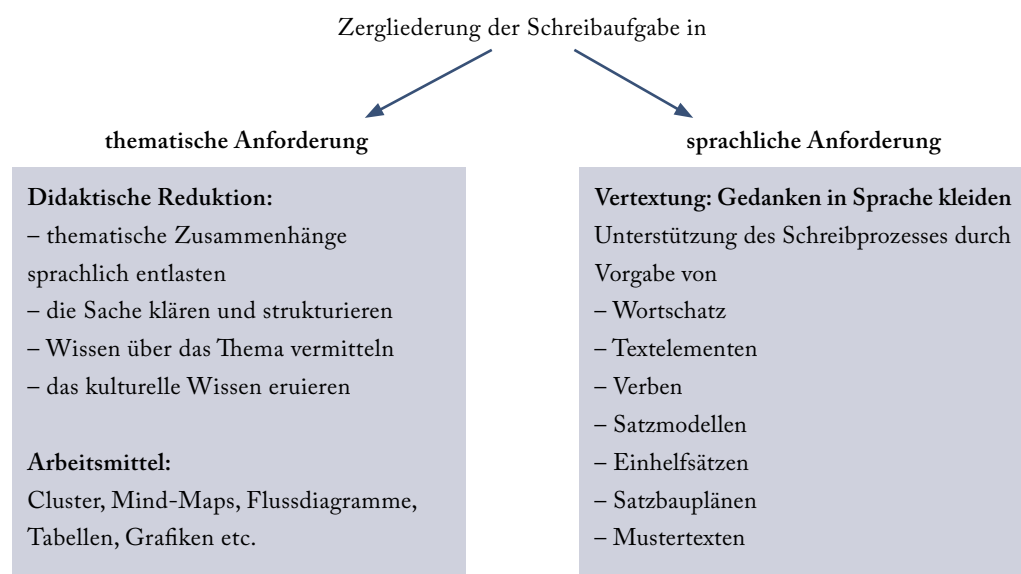 Zergliederung der Schreibaufgabe in
thematische Anforderung
Didaktische Reduktion:
– thematische Zusammenhänge
sprachlich entlasten
– die Sache klären und strukturieren
– Wissen über das Thema vermitteln
– das kulturelle Wissen eruieren
Arbeitsmittel:
Cluster, Mind-Maps, Flussdiagramme,
Tabellen, Grafiken etc.
sprachliche Anforderung
Vertextung: Gedanken in Sprache kleiden
Unterstützung des Schreibprozesses durch
Vorgabe von
– Wortschatz
– Textelementen
– Verben
– Satzmodellen
– Einhelfsätzen
– Satzbauplänen
– Mustertexten